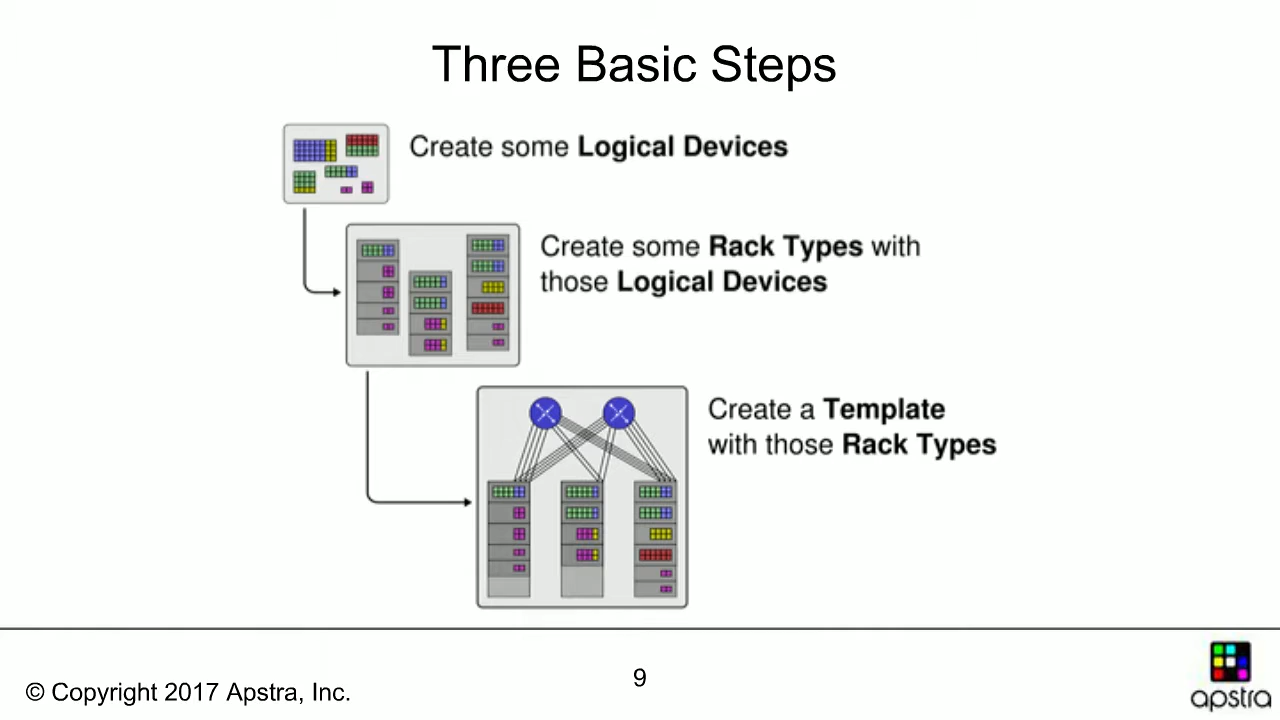 Three Basic Steps
Create some Logical Devices
Create some Rack Types with
those Logical Devices
Create a Template
with those Rack Types
© Copyright 2017 Apstra, Inc.
9
apstra